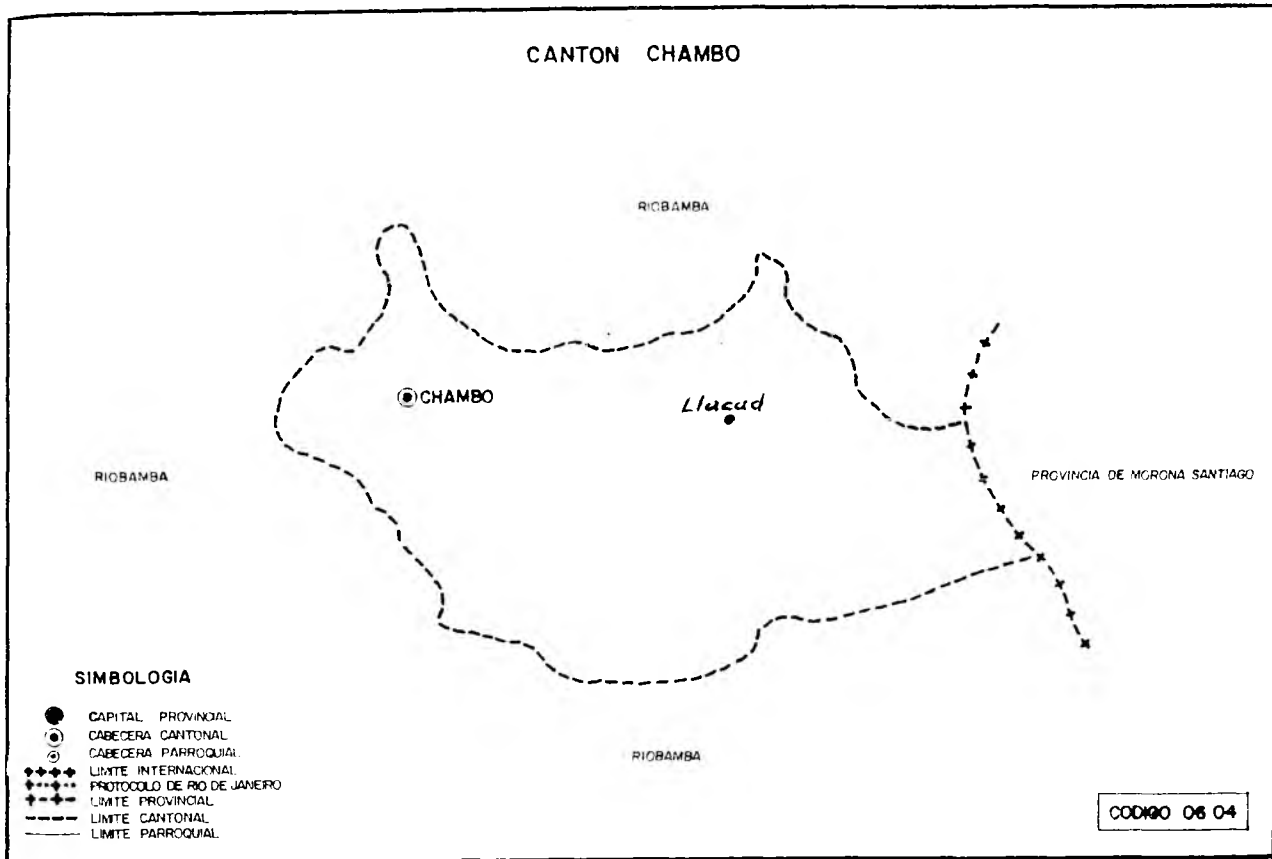 CANTON CHAMBO
RIOBAMBA
CHAMBO
Llucud
RIOBAMBA
PROVINCIA DE MORONA SANTIAGO
RIOBAMBA
SIMBOLOGIA
CAPITAL PROVINCIAL
CABECERA CANTONAL
CABECERA PARROQUIAL
LIMITE INTERNACIONAL
PROTOCOLO DE RIO DE JANEIRO
LIMITE PROVINCIAL
LIMITE CANTONAL
LIMITE PARROQUIAL
CODIGO 06 04